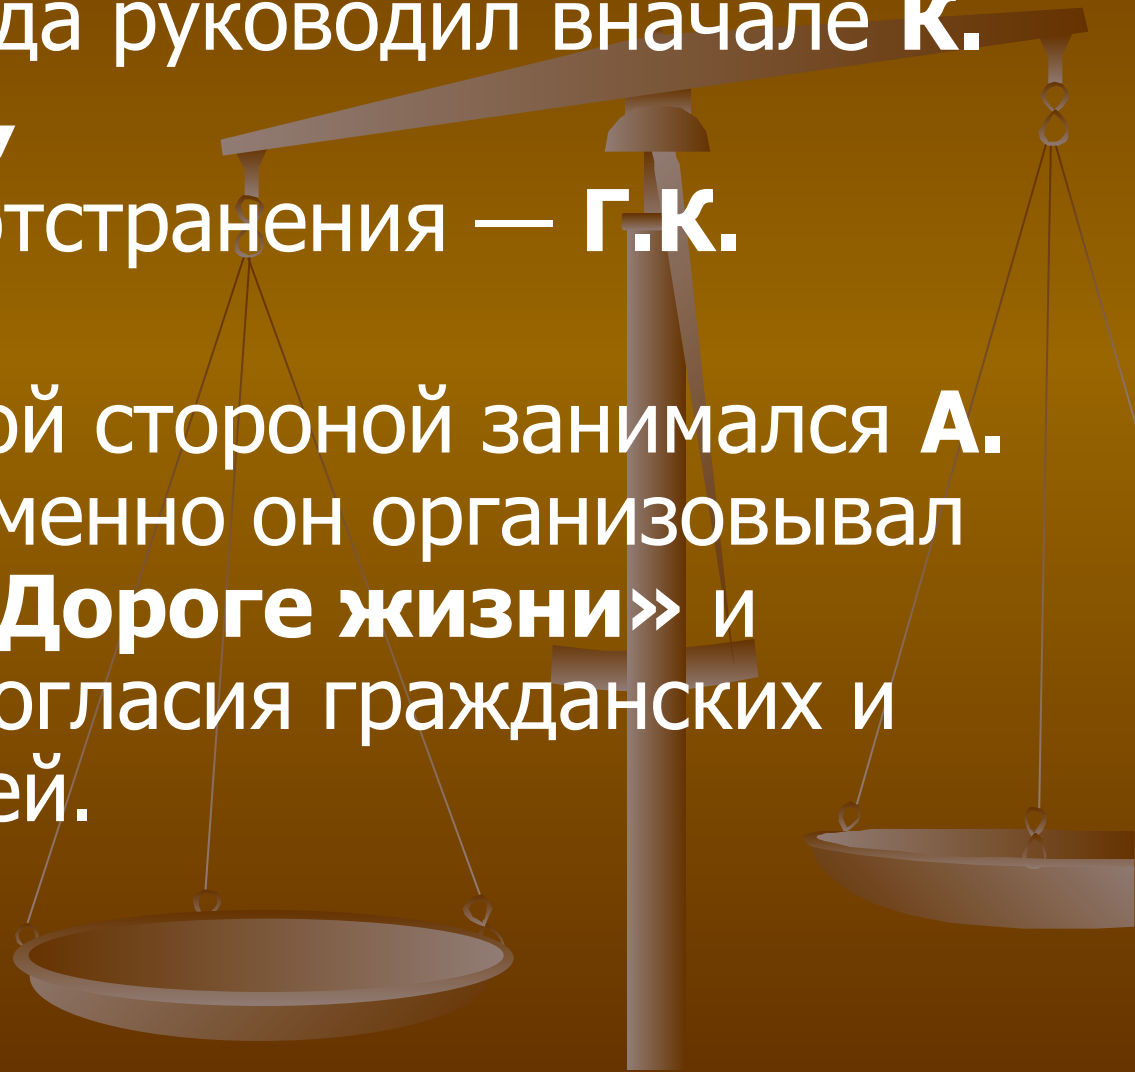 да руководил вначале К.
,
отстранения — Г.К.
ой стороной занимался А.
менно он организовывал
Дороге жизни» и
огласия гражданских и
ей.